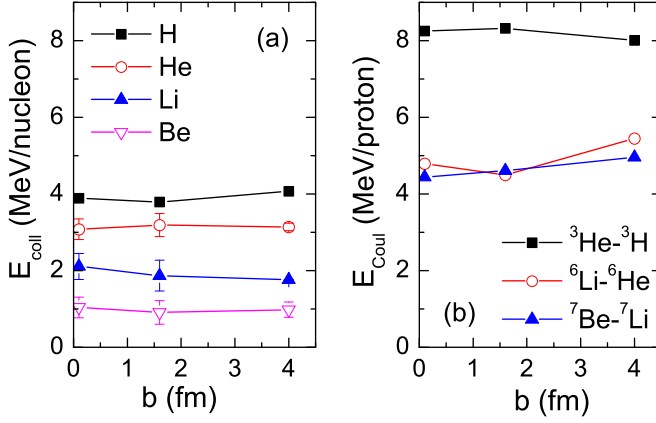 (a)
H
He
Li
Be
E_coll (MeV/nucleon)
8
6
4
2
0
0 1 2 3 4
b (fm)
(b)
³He-³H
⁶Li-⁶He
⁷Be-⁷Li
E_Coul (MeV/proton)
8
6
4
2
0
0 1 2 3 4
b (fm)